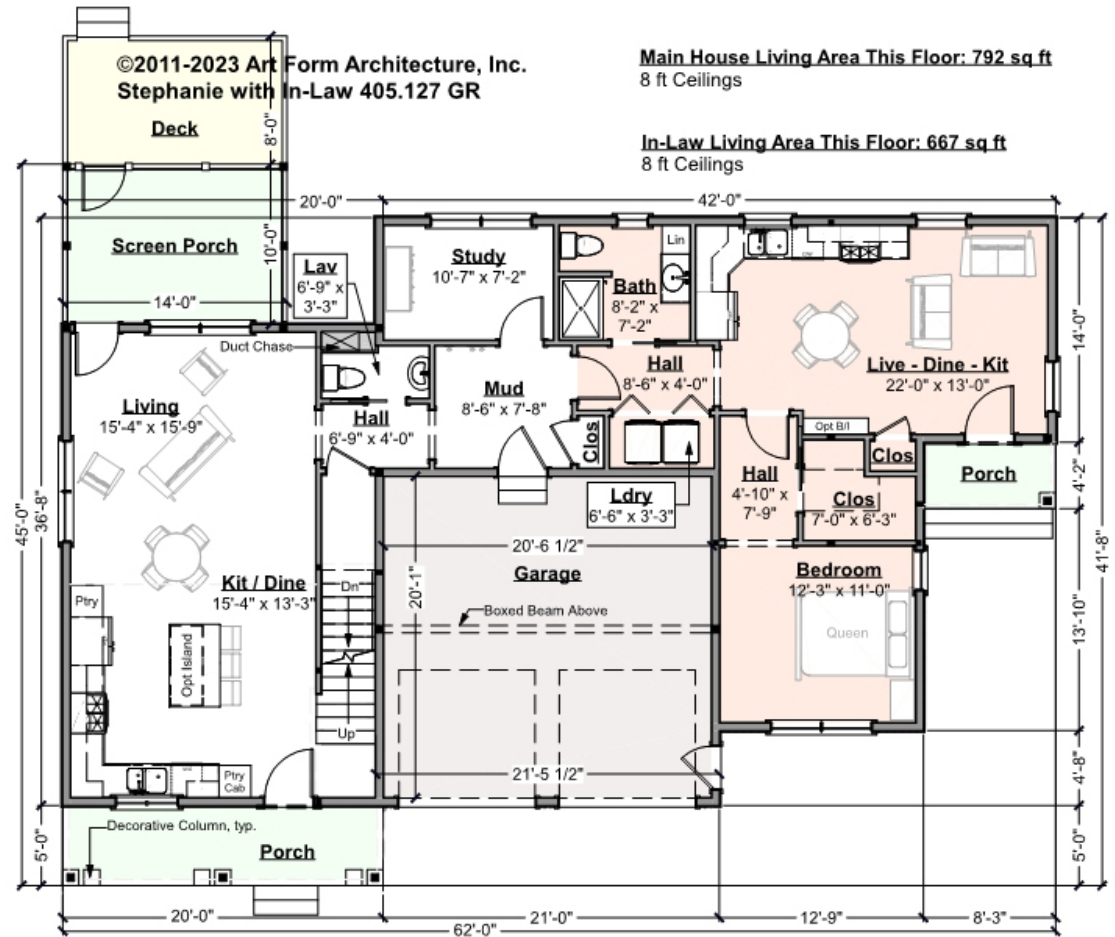 ©2011-2023 Art Form Architecture, Inc.
Stephanie with In-Law 405.127 GR
Main House Living Area This Floor: 792 sq ft
8 ft Ceilings
In-Law Living Area This Floor: 667 sq ft
8 ft Ceilings
Deck
8'-0"
20'-0"
42'-0"
Screen Porch
10'-0"
14'-0"
Lav
6'-9" x
3'-3"
Duct Chase
Study
10'-7" x 7'-2"
Lin
Bath
8'-2" x
7'-2"
Live - Dine - Kit
22'-0" x 13'-0"
14'-0"
Hall
8'-6" x 4'-0"
Mud
8'-6" x 7'-8"
Living
15'-4" x 15'-9"
Hall
6'-9" x 4'-0"
Clos
Opt B/I
Clos
Porch
4'-2"
Ldry
6'-6" x 3'-3"
Hall
4'-10" x
7'-9"
Clos
7'-0" x 6'-3"
45'-0"
36'-8"
41'-8"
20'-6 1/2"
Garage
20'-1"
Boxed Beam Above
Bedroom
12'-3" x 11'-0"
Queen
13'-10"
Kit / Dine
15'-4" x 13'-3"
Ptry
Opt Island
Dn
Up
Ptry
Cab
21'-5 1/2"
4'-8"
5'-0"
Decorative Column, typ.
Porch
5'-0"
20'-0"
21'-0"
12'-9"
8'-3"
62'-0"